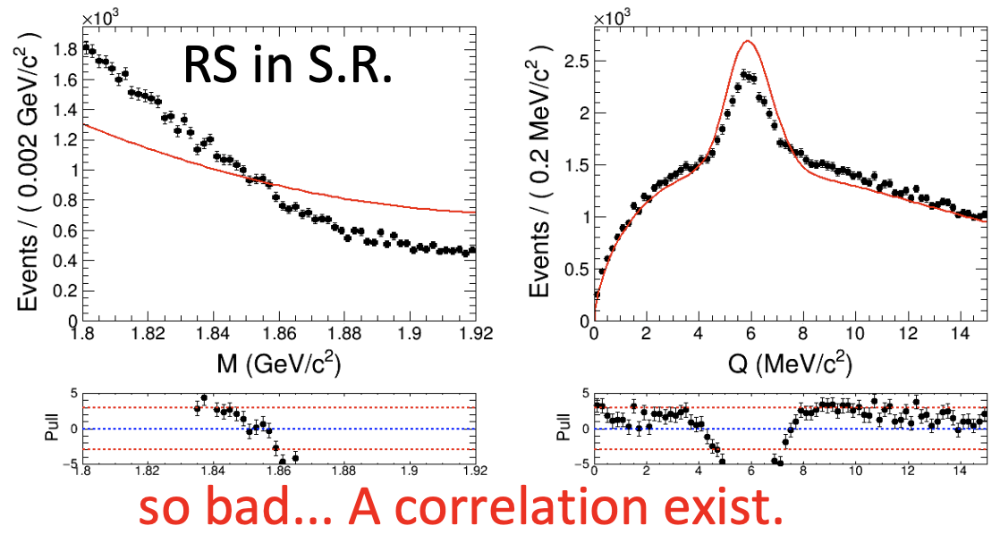 ×10³
RS in S.R.
Events / ( 0.002 GeV/c² )
1.8
1.6
1.4
1.2
1
0.8
0.6
0.4
0.2
0
1.8 1.82 1.84 1.86 1.88 1.9 1.92
M (GeV/c²)
Pull
5
0
−5
1.8 1.82 1.84 1.86 1.88 1.9 1.92
×10³
Events / ( 0.2 MeV/c² )
2.5
2
1.5
1
0.5
0
0 2 4 6 8 10 12 14
Q (MeV/c²)
Pull
5
0
−5
0 2 4 6 8 10 12 14
so bad... A correlation exist.